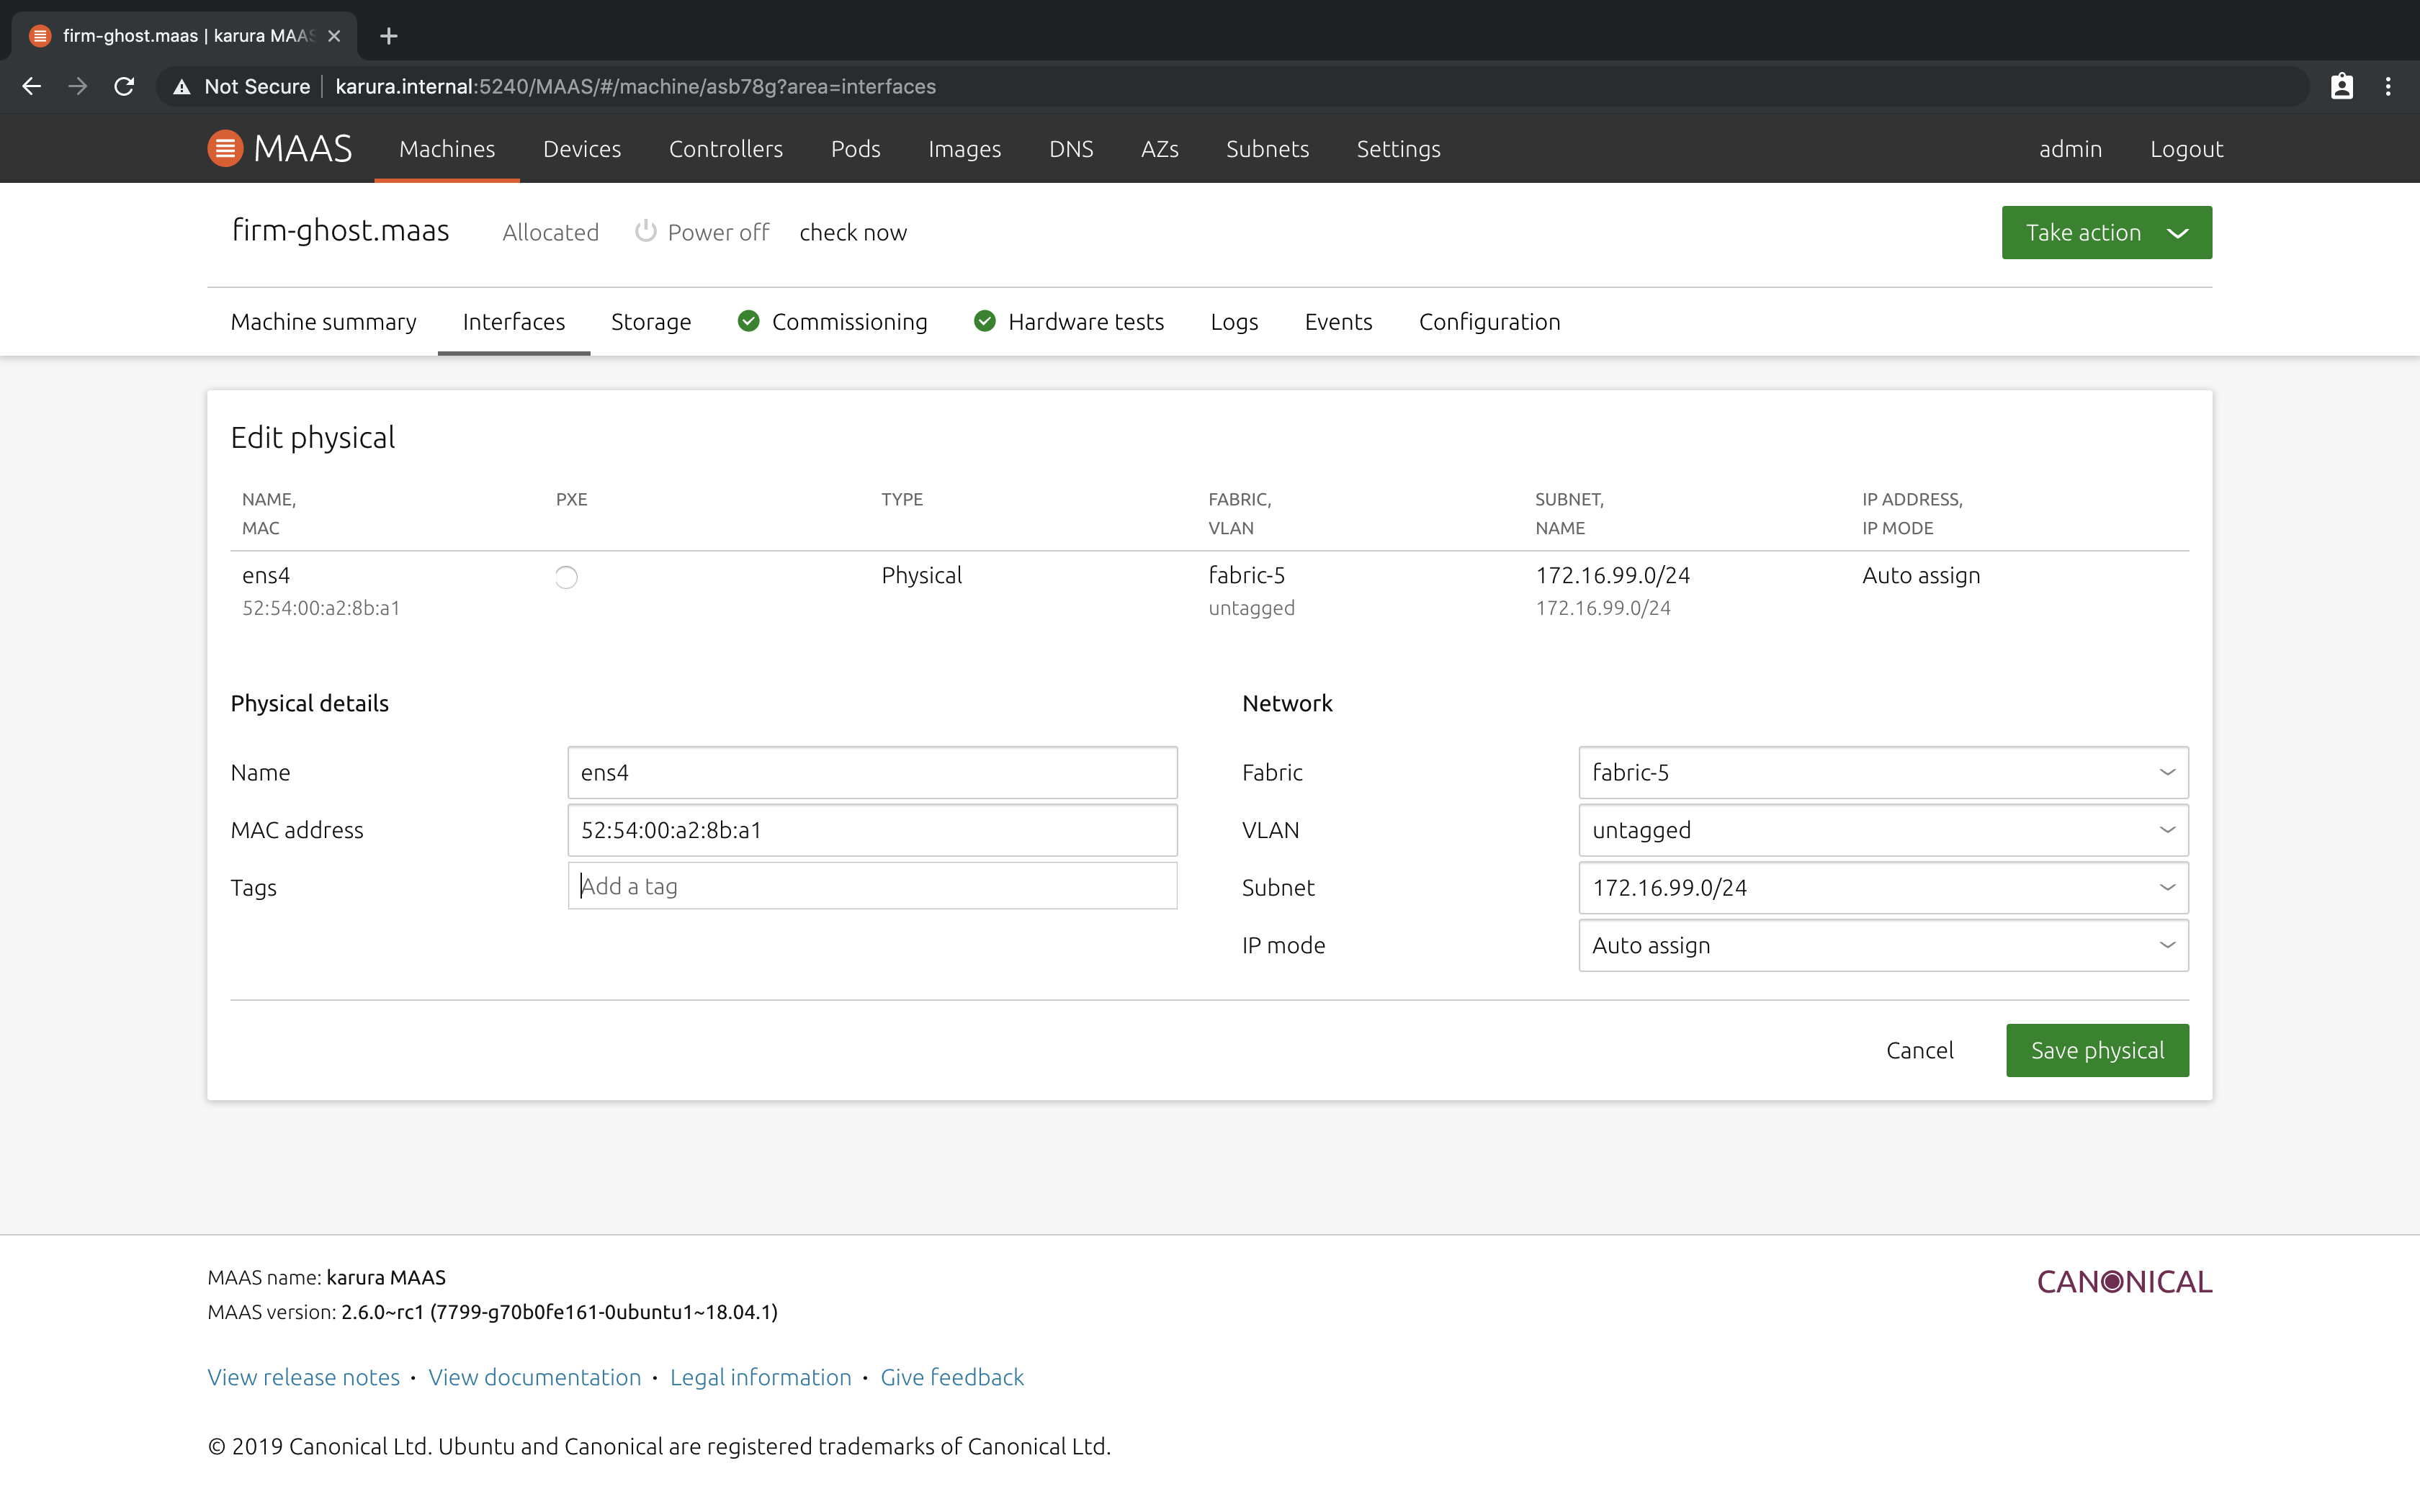 firm-ghost.maas | karura MAAS
Not Secure karura.internal:5240/MAAS/#/machine/asb78g?area=interfaces
MAAS Machines Devices Controllers Pods Images DNS AZs Subnets Settings admin Logout
firm-ghost.maas Allocated Power off check now Take action
Machine summary Interfaces Storage Commissioning Hardware tests Logs Events Configuration
Edit physical
NAME, PXE TYPE FABRIC, SUBNET, IP ADDRESS,
MAC VLAN NAME IP MODE
ens4 Physical fabric-5 172.16.99.0/24 Auto assign
52:54:00:a2:8b:a1 untagged 172.16.99.0/24
Physical details Network
Name ens4 Fabric fabric-5
MAC address 52:54:00:a2:8b:a1 VLAN untagged
Tags Add a tag Subnet 172.16.99.0/24
IP mode Auto assign
Cancel Save physical
MAAS name: karura MAAS CANONICAL
MAAS version: 2.6.0~rc1 (7799-g70b0fe161-0ubuntu1~18.04.1)
View release notes · View documentation · Legal information · Give feedback
© 2019 Canonical Ltd. Ubuntu and Canonical are registered trademarks of Canonical Ltd.